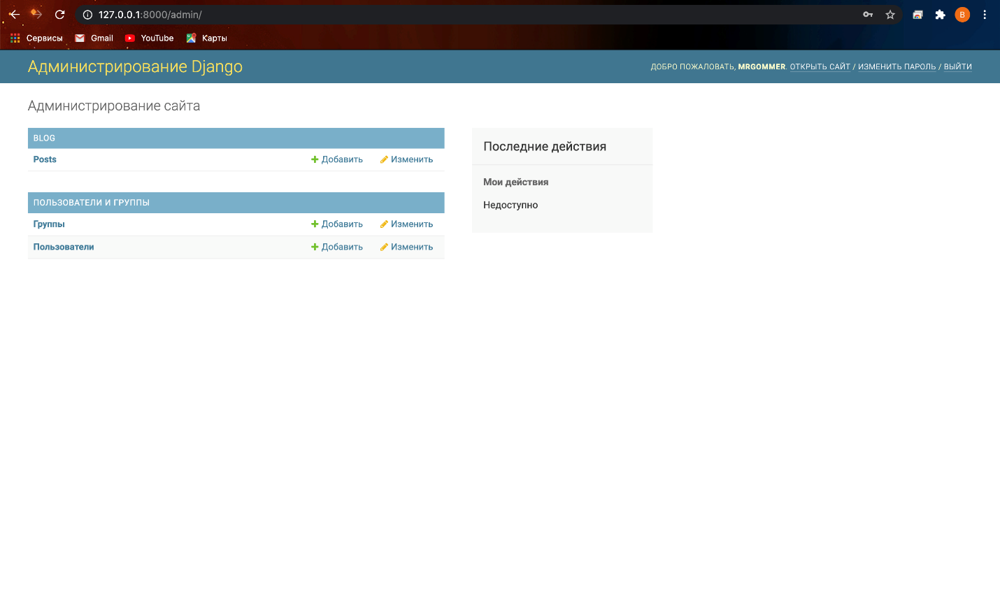 127.0.0.1:8000/admin/
B
Сервисы Gmail YouTube Карты
Администрирование Django
ДОБРО ПОЖАЛОВАТЬ, MRGOMMER. ОТКРЫТЬ САЙТ / ИЗМЕНИТЬ ПАРОЛЬ / ВЫЙТИ
Администрирование сайта
BLOG
Posts Добавить Изменить
ПОЛЬЗОВАТЕЛИ И ГРУППЫ
Группы Добавить Изменить
Пользователи Добавить Изменить
Последние действия
Мои действия
Недоступно